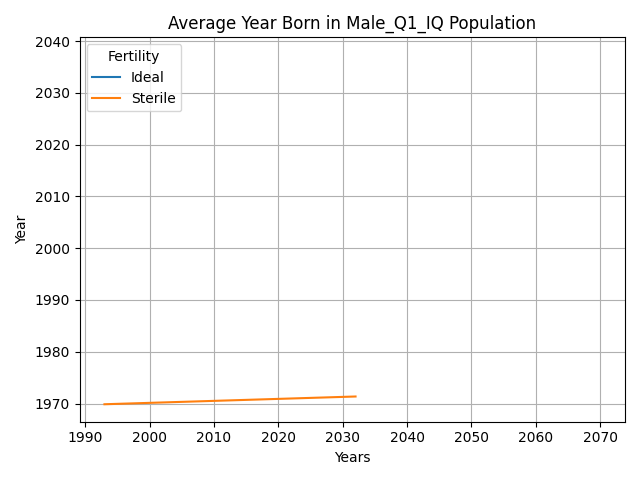 Average Year Born in Male_Q1_IQ Population
2040
2030
2020
2010
2000
1990
1980
1970
Year
Fertility
Ideal
Sterile
1990 2000 2010 2020 2030 2040 2050 2060 2070
Years